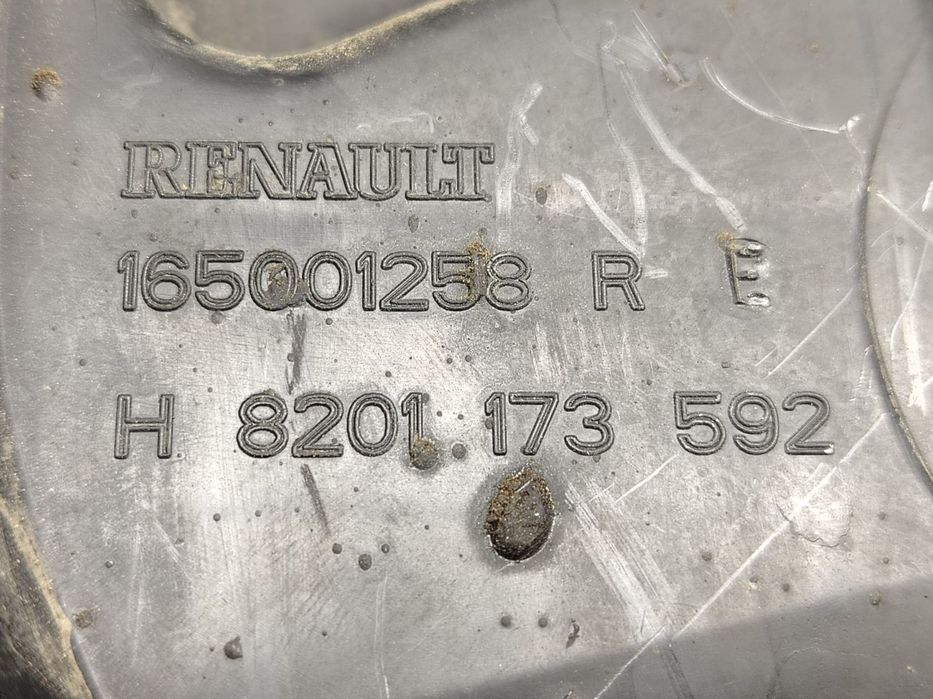 RENAULT
165001258 R E
H 8201 173 592